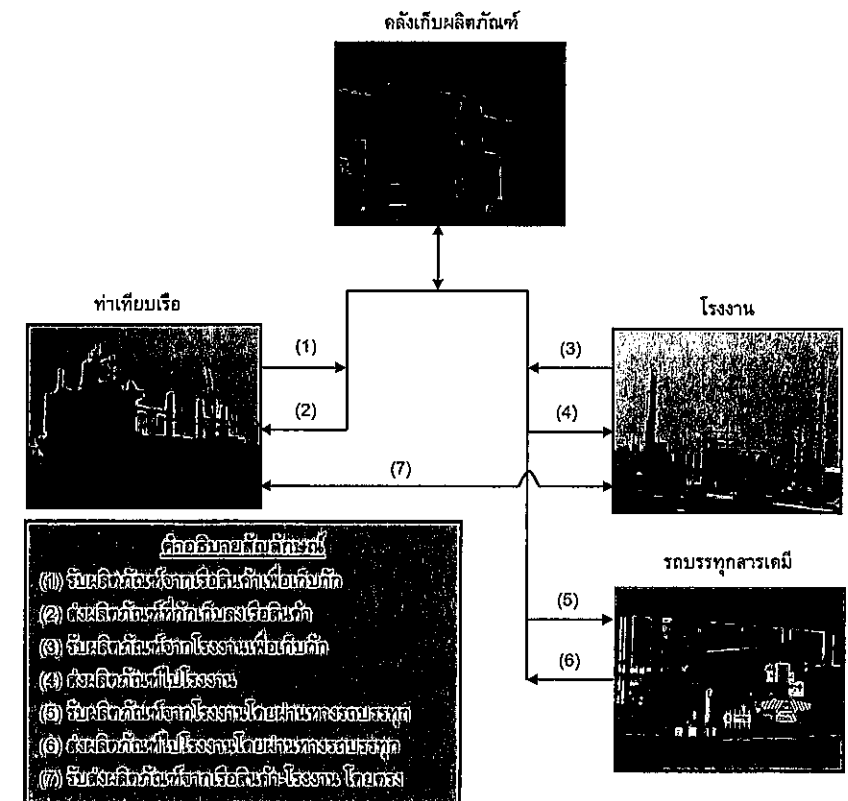 คลังเก็บผลิตภัณฑ์
ท่าเทียบเรือ
โรงงาน
(1)
(3)
(2)
(4)
(7)
คำอธิบายสัญลักษณ์
(1) รับผลิตภัณฑ์จากเรือสินค้าเพื่อเก็บกัก
(2) ส่งผลิตภัณฑ์ที่กักเก็บลงเรือสินค้า
(3) รับผลิตภัณฑ์จากโรงงานเพื่อเก็บกัก
(4) ส่งผลิตภัณฑ์ไปโรงงาน
(5) รับผลิตภัณฑ์จากโรงงานโดยผ่านทางรถบรรทุก
(6) ส่งผลิตภัณฑ์ไปโรงงานโดยผ่านทางรถบรรทุก
(7) รับส่งผลิตภัณฑ์จากเรือสินค้า-โรงงาน โดยตรง
รถบรรทุกสารเคมี
(5)
(6)